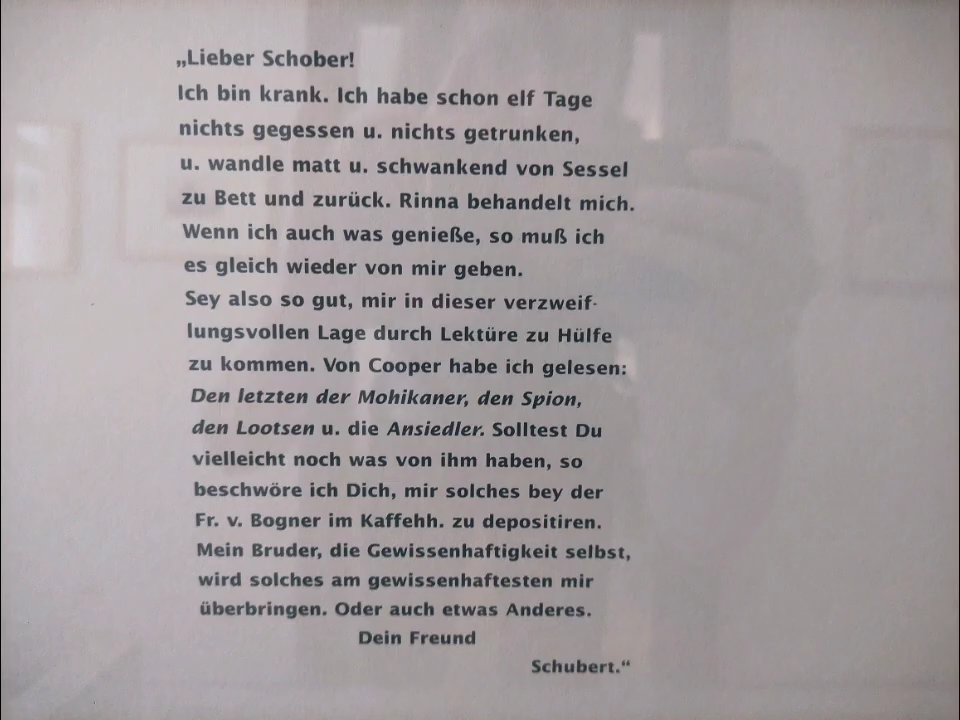 „Lieber Schober!
Ich bin krank. Ich habe schon elf Tage
nichts gegessen u. nichts getrunken,
u. wandle matt u. schwankend von Sessel
zu Bett und zurück. Rinna behandelt mich.
Wenn ich auch was genieße, so muß ich
es gleich wieder von mir geben.
Sey also so gut, mir in dieser verzweif-
lungsvollen Lage durch Lektüre zu Hülfe
zu kommen. Von Cooper habe ich gelesen:
Den letzten der Mohikaner, den Spion,
den Lootsen u. die Ansiedler. Solltest Du
vielleicht noch was von ihm haben, so
beschwöre ich Dich, mir solches bey der
Fr. v. Bogner im Kaffehh. zu depositiren.
Mein Bruder, die Gewissenhaftigkeit selbst,
wird solches am gewissenhaftesten mir
überbringen. Oder auch etwas Anderes.
Dein Freund
Schubert.“